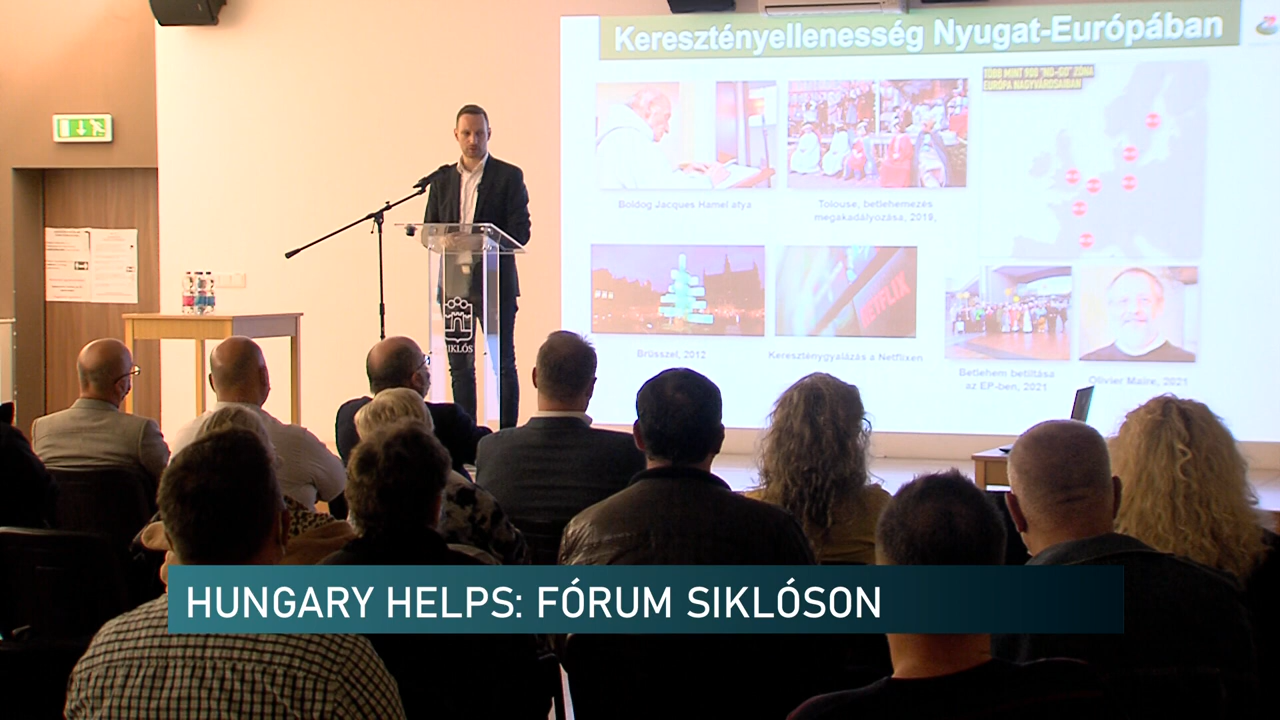 Keresztényellenesség Nyugat-Európában
TÖBB MINT 900 "NO-GO" ZÓNA
EURÓPA NAGYVÁROSAIBAN
Boldog Jacques Hamel atya
Tolouse, betlehemezés
megakadályozása, 2019,
NETFLIX
Brüsszel, 2012
Kereszténygyalázás a Netflixen
Betlehem betiltása
az EP-ben, 2021
Olivier Maire, 2021
SIKLÓS
HUNGARY HELPS: FÓRUM SIKLÓSON